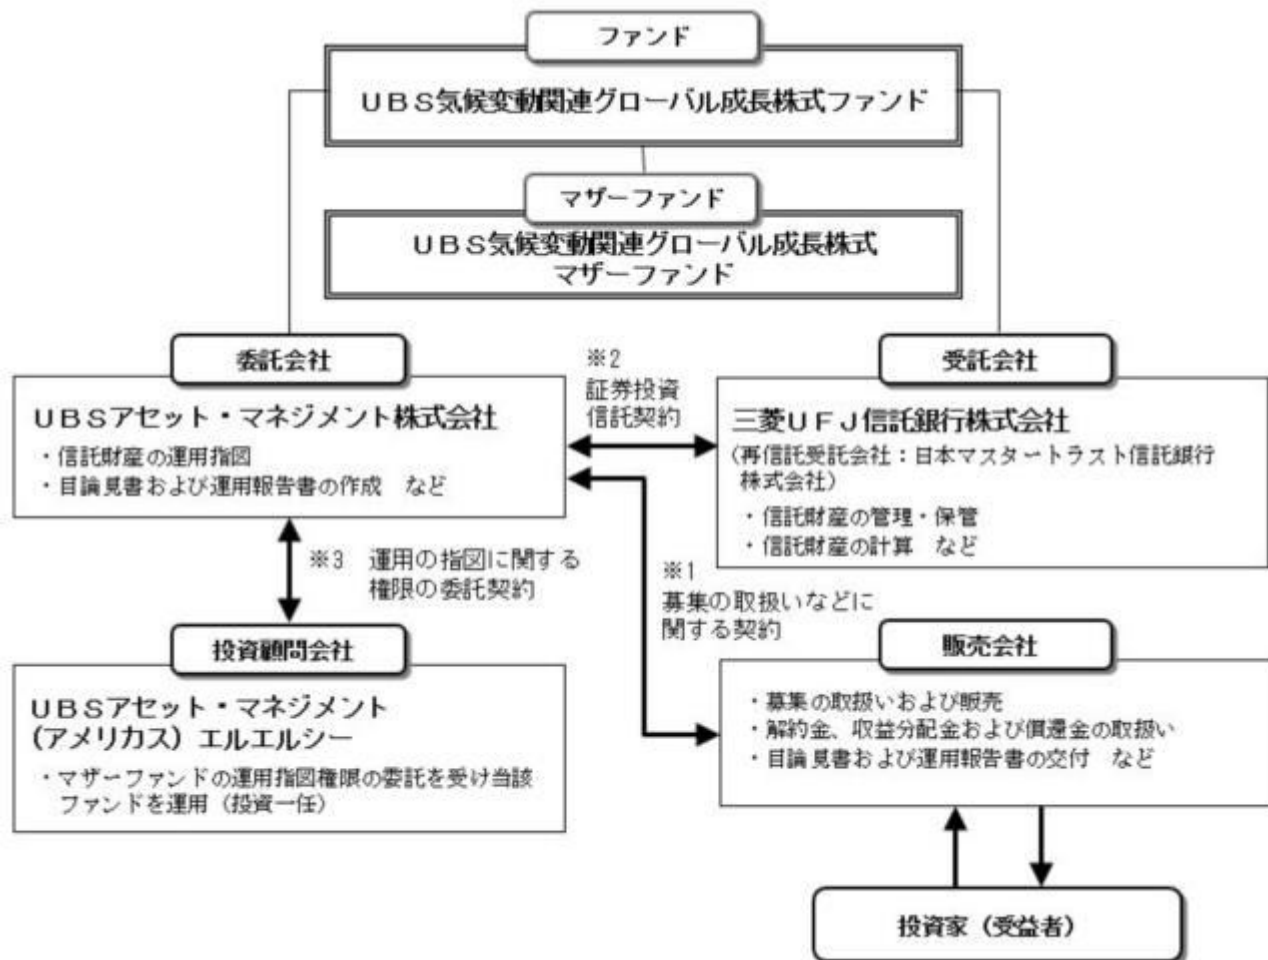 ファンド
UBS気候変動関連グローバル成長株式ファンド
マザーファンド
UBS気候変動関連グローバル成長株式
マザーファンド
委託会社
UBSアセット・マネジメント株式会社
・信託財産の運用指図
・目論見書および運用報告書の作成 など
※2
証券投資
信託契約
受託会社
三菱UFJ信託銀行株式会社
(再信託受託会社:日本マスタートラスト信託銀行
株式会社)
・信託財産の管理・保管
・信託財産の計算 など
※3 運用の指図に関する
権限の委託契約
※1
募集の取扱いなどに
関する契約
投資顧問会社
UBSアセット・マネジメント
(アメリカス)エルエルシー
・マザーファンドの運用指図権限の委託を受け当該
ファンドを運用(投資一任)
販売会社
・募集の取扱いおよび販売
・解約金、収益分配金および償還金の取扱い
・目論見書および運用報告書の交付 など
投資家(受益者)